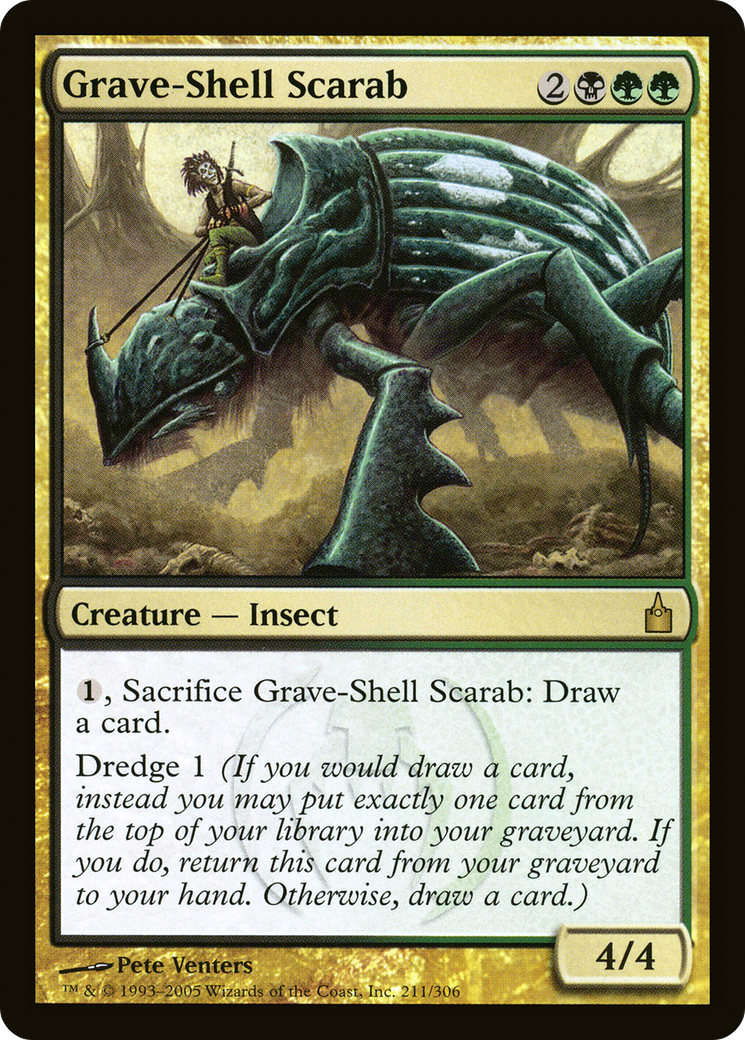 Grave-Shell Scarab 2
Creature — Insect
1, Sacrifice Grave-Shell Scarab: Draw
a card.
Dredge 1 (If you would draw a card,
instead you may put exactly one card from
the top of your library into your graveyard. If
you do, return this card from your graveyard
to your hand. Otherwise, draw a card.)
4/4
Pete Venters
™ & © 1993–2005 Wizards of the Coast, Inc. 211/306